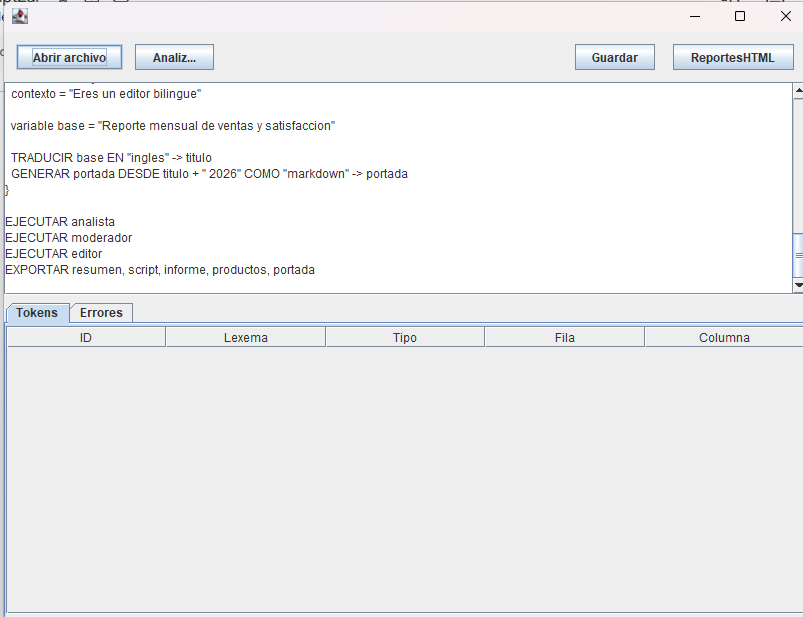 Abrir archivo
Analiz...
Guardar
ReportesHTML
contexto = "Eres un editor bilingue"
variable base = "Reporte mensual de ventas y satisfaccion"
TRADUCIR base EN "ingles" -> titulo
GENERAR portada DESDE titulo + " 2026" COMO "markdown" -> portada
}
EJECUTAR analista
EJECUTAR moderador
EJECUTAR editor
EXPORTAR resumen, script, informe, productos, portada
Tokens
Errores
ID
Lexema
Tipo
Fila
Columna